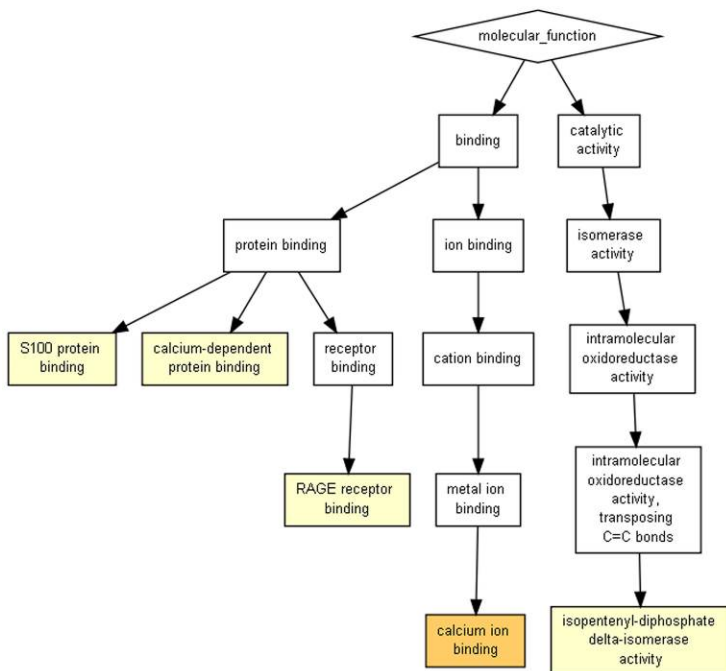 molecular_function
binding
catalytic
activity
protein binding
ion binding
isomerase
activity
S100 protein
binding
calcium-dependent
protein binding
receptor
binding
cation binding
intramolecular
oxidoreductase
activity
RAGE receptor
binding
metal ion
binding
intramolecular
oxidoreductase
activity,
transposing
C=C bonds
calcium ion
binding
isopentenyl-diphosphate
delta-isomerase
activity